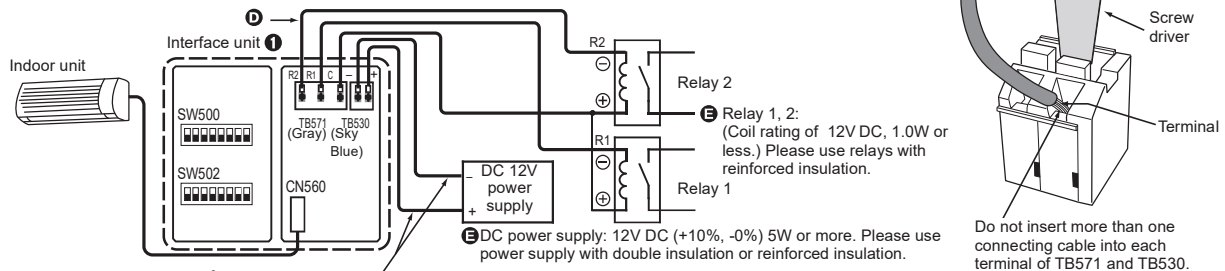 D
Interface unit 1
Indoor unit
SW500
SW502
R2 R1 C – +
TB571
(Gray)
TB530
(Sky
Blue)
CN560
DC 12V
power
supply
–
+
R2
⊖
⊕
Relay 2
R1
⊖
⊕
Relay 1
E Relay 1, 2:
(Coil rating of 12V DC, 1.0W or
less.) Please use relays with
reinforced insulation.
E DC power supply: 12V DC (+10%, -0%) 5W or more. Please use
power supply with double insulation or reinforced insulation.
Screw
driver
Terminal
Do not insert more than one
connecting cable into each
terminal of TB571 and TB530.